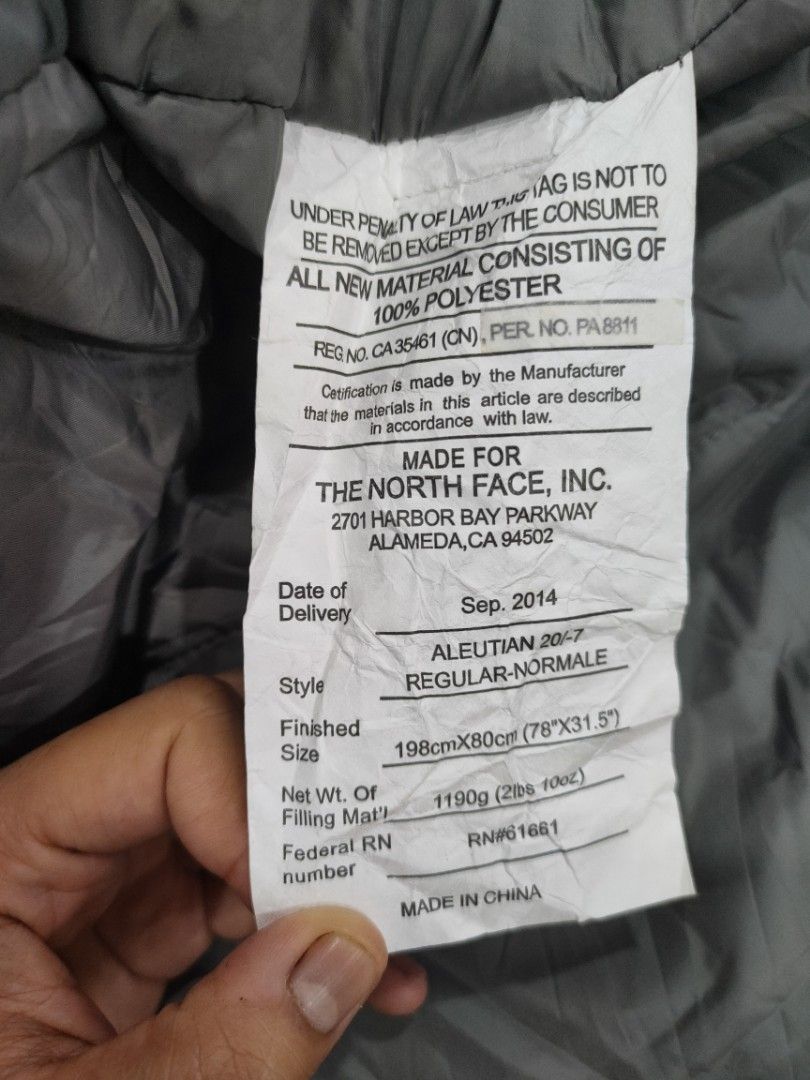 UNDER PENALTY OF LAW THIS TAG IS NOT TO
BE REMOVED EXCEPT BY THE CONSUMER
ALL NEW MATERIAL CONSISTING OF
100% POLYESTER
REG. NO. CA35461 (CN), PER. NO. PA8811
Cetification is made by the Manufacturer
that the materials in this article are described
in accordance with law.
MADE FOR
THE NORTH FACE, INC.
2701 HARBOR BAY PARKWAY
ALAMEDA,CA 94502
Date of
Delivery Sep. 2014
ALEUTIAN 20/-7
Style REGULAR-NORMALE
Finished
Size 198cmX80cm (78"X31.5")
Net Wt. Of
Filling Mat'l 1190g (2lbs 10oz)
Federal RN
number RN#61661
MADE IN CHINA